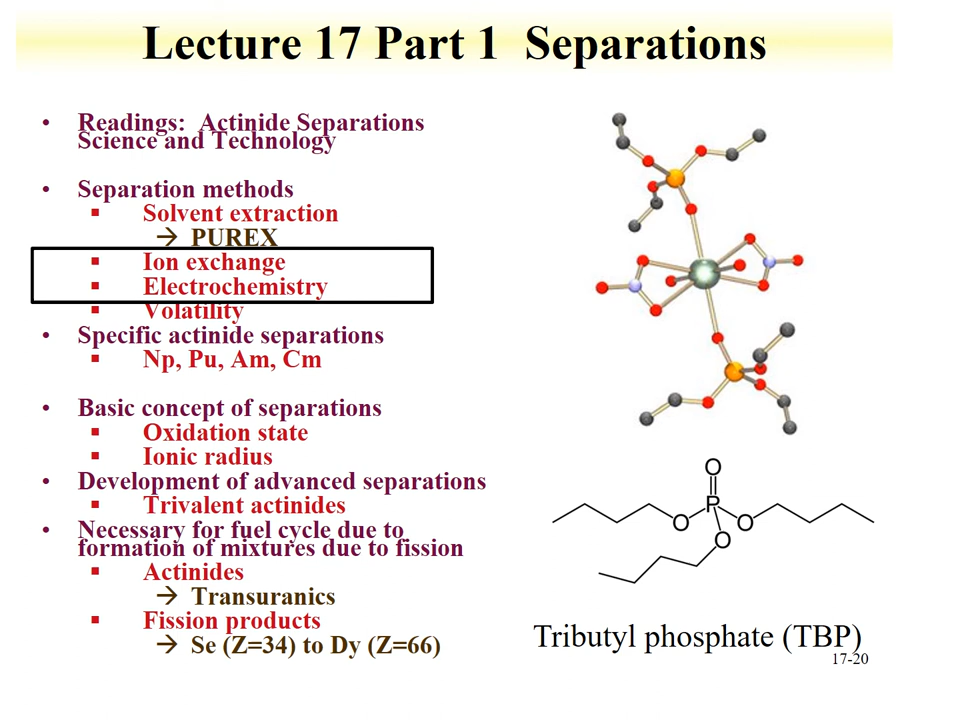 Lecture 17 Part 1  Separations
• Readings:  Actinide Separations
Science and Technology
• Separation methods
▪ Solvent extraction
→ PUREX
▪ Ion exchange
▪ Electrochemistry
▪ Volatility
• Specific actinide separations
▪ Np, Pu, Am, Cm
• Basic concept of separations
▪ Oxidation state
▪ Ionic radius
• Development of advanced separations
▪ Trivalent actinides
• Necessary for fuel cycle due to
formation of mixtures due to fission
▪ Actinides
→ Transuranics
▪ Fission products
→ Se (Z=34) to Dy (Z=66)
O
P
O
O
O
Tributyl phosphate (TBP)
17-20